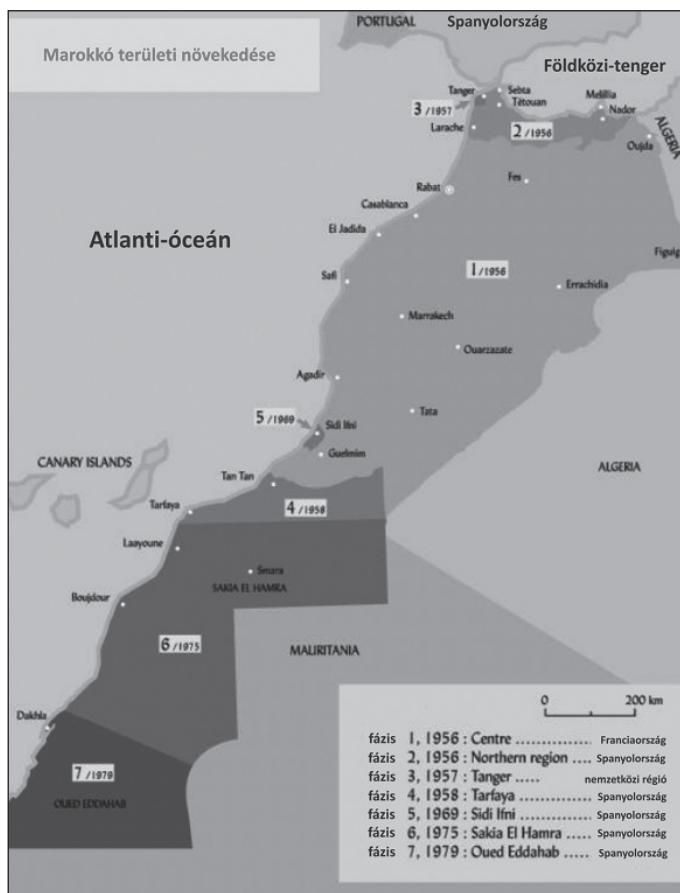 PORTUGAL
Spanyolország
Marokkó területi növekedése
Földközi-tenger
Tanger
Sebta
Tétouan
Melillia
Nador
3 /1957
2 /1956
Larache
ALGERIA
Oujda
Rabat
Fes
Casablanca
Atlanti-óceán
El Jadida
Figuig
1 /1956
Safi
Errachidia
Marrakech
Ouarzazate
Agadir
5 /1969
Sidi Ifni
Tata
Guelmim
CANARY ISLANDS
ALGERIA
Tan Tan
4 /1958
Tarfaya
Laayoune
Smara
SAKIA EL HAMRA
Boujdour
6 /1975
MAURITANIA
Dakhla
7 /1979
OUED EDDAHAB
0 200 km
fázis 1, 1956 : Centre .............. Franciaország
fázis 2, 1956 : Northern region .... Spanyolország
fázis 3, 1957 : Tanger ..... nemzetközi régió
fázis 4, 1958 : Tarfaya .............. Spanyolország
fázis 5, 1969 : Sidi Ifni .............. Spanyolország
fázis 6, 1975 : Sakia El Hamra ..... Spanyolország
fázis 7, 1979 : Oued Eddahab ..... Spanyolország